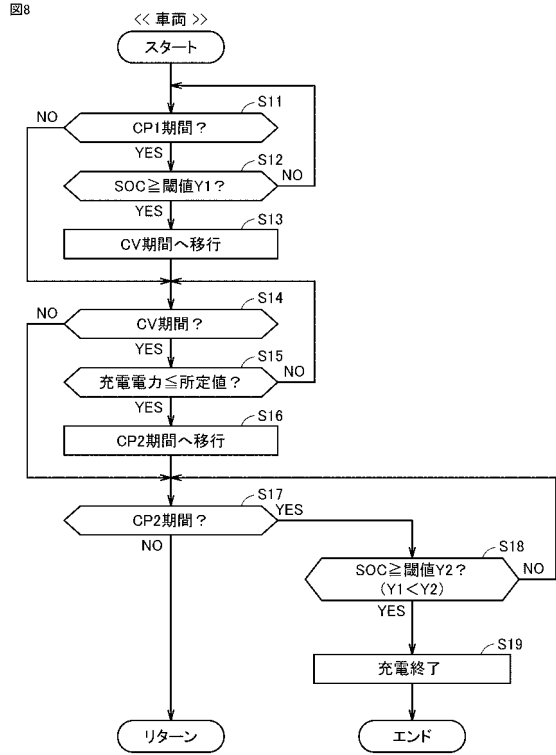 図8
<< 車両 >>
スタート
S11
CP1期間？
NO
YES
S12
SOC≧閾値Y1？
NO
YES
S13
CV期間へ移行
S14
CV期間？
NO
YES
S15
充電電力≦所定値？
NO
YES
S16
CP2期間へ移行
S17
CP2期間？
YES
NO
S18
SOC≧閾値Y2？
(Y1＜Y2)
NO
YES
S19
充電終了
リターン
エンド